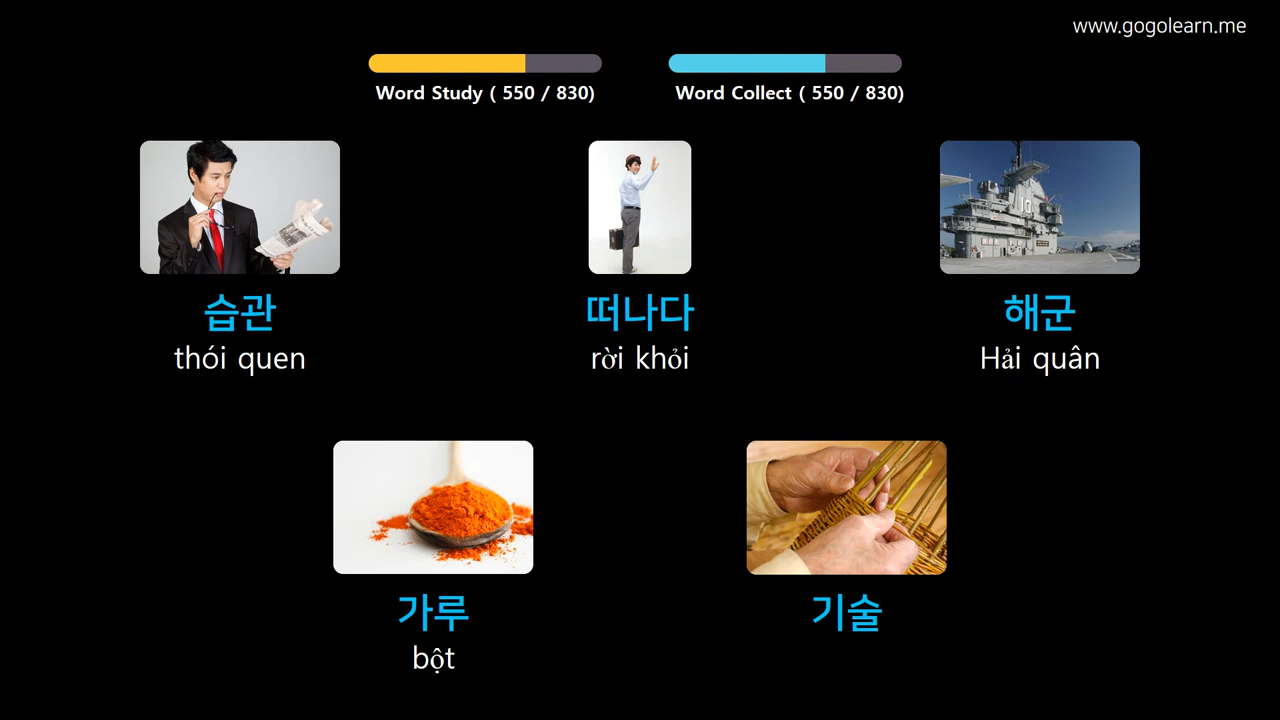 www.gogolearn.me
Word Study ( 550 / 830)
Word Collect ( 550 / 830)
습관
thói quen
떠나다
rời khỏi
해군
Hải quân
가루
bột
기술